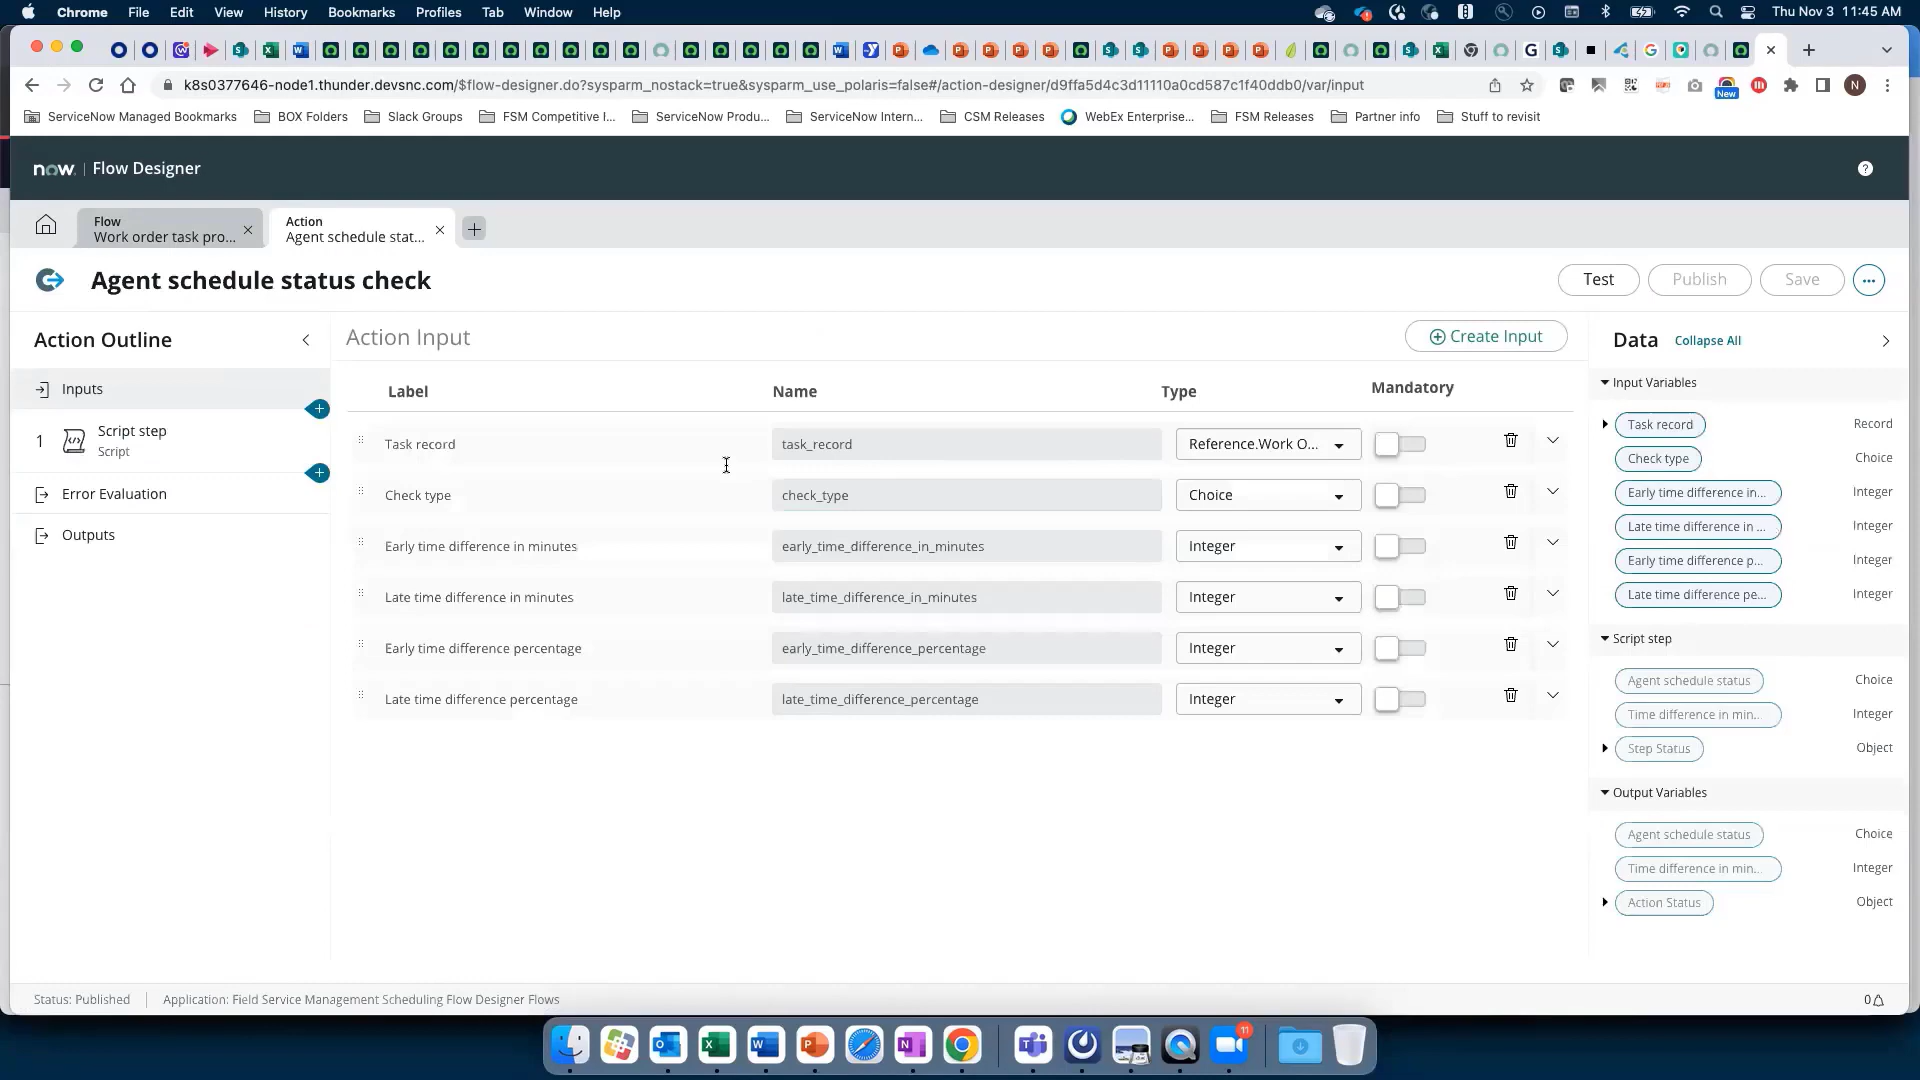 Chrome File Edit View History Bookmarks Profiles Tab Window Help Thu Nov 3 11:45 AM
k8s0377646-node1.thunder.devsnc.com/$flow-designer.do?sysparm_nostack=true&sysparm_use_polaris=false#/action-designer/d9ffa5d4c3d11110a0cd587c1f40ddb0/var/input
New
N
ServiceNow Managed Bookmarks BOX Folders Slack Groups FSM Competitive I... ServiceNow Produ... ServiceNow Intern... CSM Releases WebEx Enterprise... FSM Releases Partner info Stuff to revisit
now. Flow Designer
Flow
Work order task pro...
Action
Agent schedule stat...
Agent schedule status check
Test Publish Save ...
Action Outline
Inputs
1 Script step
Script
Error Evaluation
Outputs
Action Input
Create Input
Label Name Type Mandatory
Task record task_record Reference.Work O...
Check type check_type Choice
Early time difference in minutes early_time_difference_in_minutes Integer
Late time difference in minutes late_time_difference_in_minutes Integer
Early time difference percentage early_time_difference_percentage Integer
Late time difference percentage late_time_difference_percentage Integer
Data Collapse All
Input Variables
Task record Record
Check type Choice
Early time difference in... Integer
Late time difference in ... Integer
Early time difference p... Integer
Late time difference pe... Integer
Script step
Agent schedule status Choice
Time difference in min... Integer
Step Status Object
Output Variables
Agent schedule status Choice
Time difference in min... Integer
Action Status Object
Status: Published Application: Field Service Management Scheduling Flow Designer Flows 0
11